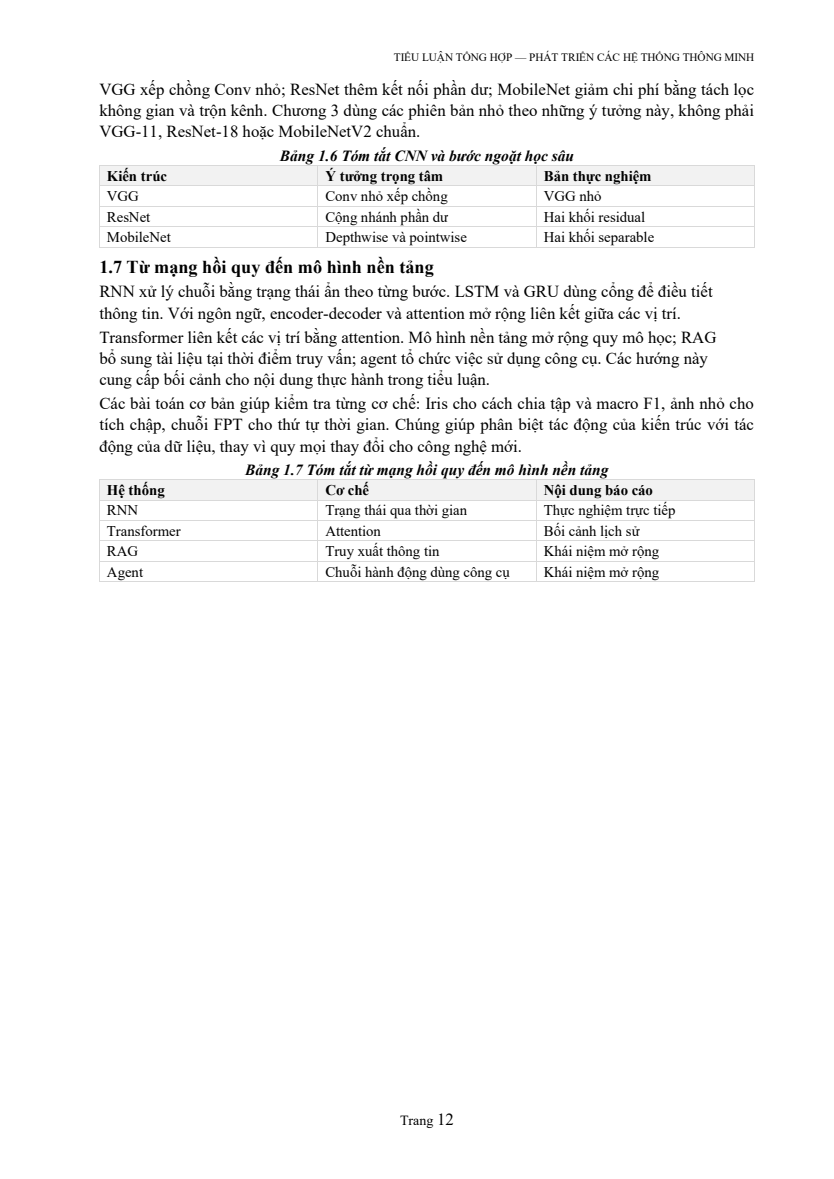 TIỂU LUẬN TỔNG HỢP — PHÁT TRIỂN CÁC HỆ THỐNG THÔNG MINH
VGG xếp chồng Conv nhỏ; ResNet thêm kết nối phần dư; MobileNet giảm chi phí bằng tách lọc
không gian và trộn kênh. Chương 3 dùng các phiên bản nhỏ theo những ý tưởng này, không phải
VGG-11, ResNet-18 hoặc MobileNetV2 chuẩn.
Bảng 1.6 Tóm tắt CNN và bước ngoặt học sâu
Kiến trúc Ý tưởng trọng tâm Bản thực nghiệm
VGG Conv nhỏ xếp chồng VGG nhỏ
ResNet Cộng nhánh phần dư Hai khối residual
MobileNet Depthwise và pointwise Hai khối separable
1.7 Từ mạng hồi quy đến mô hình nền tảng
RNN xử lý chuỗi bằng trạng thái ẩn theo từng bước. LSTM và GRU dùng cổng để điều tiết
thông tin. Với ngôn ngữ, encoder-decoder và attention mở rộng liên kết giữa các vị trí.
Transformer liên kết các vị trí bằng attention. Mô hình nền tảng mở rộng quy mô học; RAG
bổ sung tài liệu tại thời điểm truy vấn; agent tổ chức việc sử dụng công cụ. Các hướng này
cung cấp bối cảnh cho nội dung thực hành trong tiểu luận.
Các bài toán cơ bản giúp kiểm tra từng cơ chế: Iris cho cách chia tập và macro F1, ảnh nhỏ cho
tích chập, chuỗi FPT cho thứ tự thời gian. Chúng giúp phân biệt tác động của kiến trúc với tác
động của dữ liệu, thay vì quy mọi thay đổi cho công nghệ mới.
Bảng 1.7 Tóm tắt từ mạng hồi quy đến mô hình nền tảng
Hệ thống Cơ chế Nội dung báo cáo
RNN Trạng thái qua thời gian Thực nghiệm trực tiếp
Transformer Attention Bối cảnh lịch sử
RAG Truy xuất thông tin Khái niệm mở rộng
Agent Chuỗi hành động dùng công cụ Khái niệm mở rộng
Trang 12